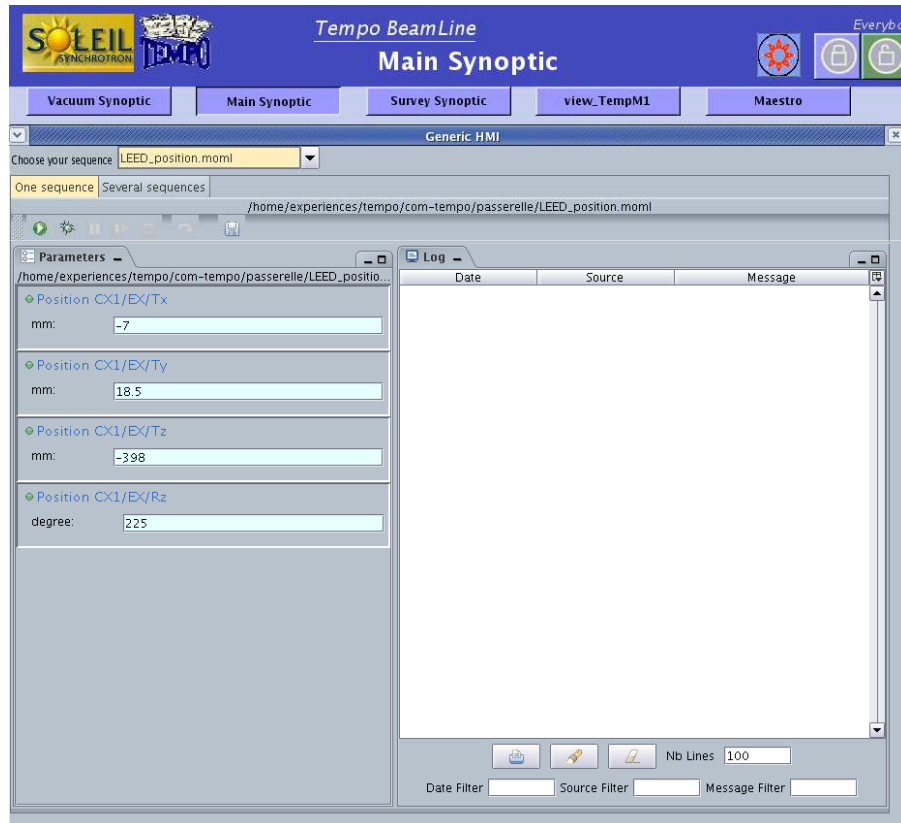 SOLEIL
SYNCHROTRON
TEMPO
Tempo BeamLine
Main Synoptic
Everybo
Vacuum Synoptic Main Synoptic Survey Synoptic view_TempM1 Maestro
Generic HMI
Choose your sequence LEED_position.moml
One sequence Several sequences
/home/experiences/tempo/com-tempo/passerelle/LEED_position.moml
Parameters
/home/experiences/tempo/com-tempo/passerelle/LEED_positio...
Position CX1/EX/Tx
mm: -7
Position CX1/EX/Ty
mm: 18.5
Position CX1/EX/Tz
mm: -398
Position CX1/EX/Rz
degree: 225
Log
Date Source Message
Nb Lines 100
Date Filter Source Filter Message Filter